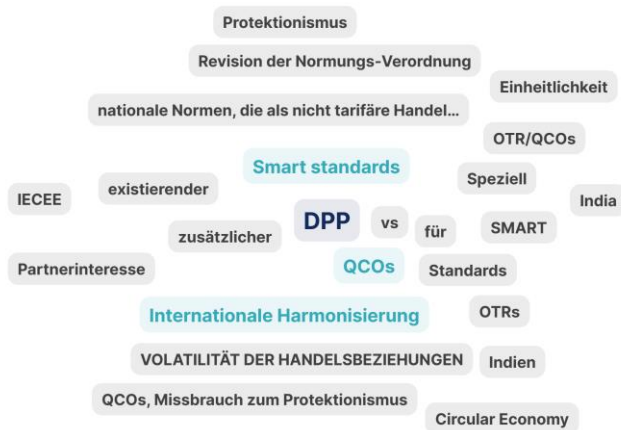 Protektionismus
Revision der Normungs-Verordnung
Einheitlichkeit
nationale Normen, die als nicht tarifäre Handel...
OTR/QCOs
Smart standards
Speziell
IECEE
existierender
India
DPP
vs
für
SMART
zusätzlicher
Partnerinteresse
QCOs
Standards
Internationale Harmonisierung
OTRs
VOLATILITÄT DER HANDELSBEZIEHUNGEN
Indien
QCOs, Missbrauch zum Protektionismus
Circular Economy